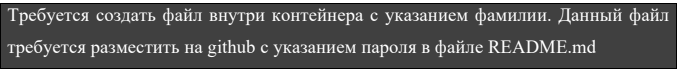 Требуется создать файл внутри контейнера с указанием фамилии. Данный файл
требуется разместить на github с указанием пароля в файле README.md